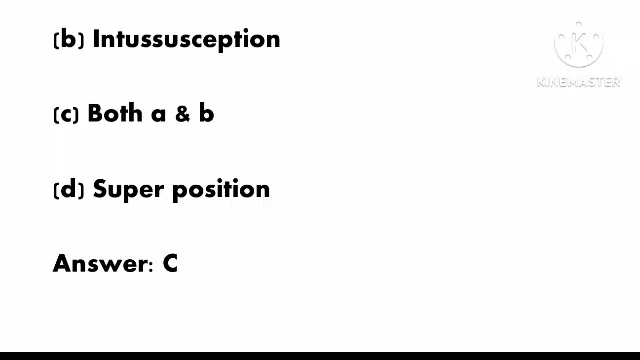 (b) Intussusception
KINEMASTER
(c) Both a & b
(d) Super position
Answer: C